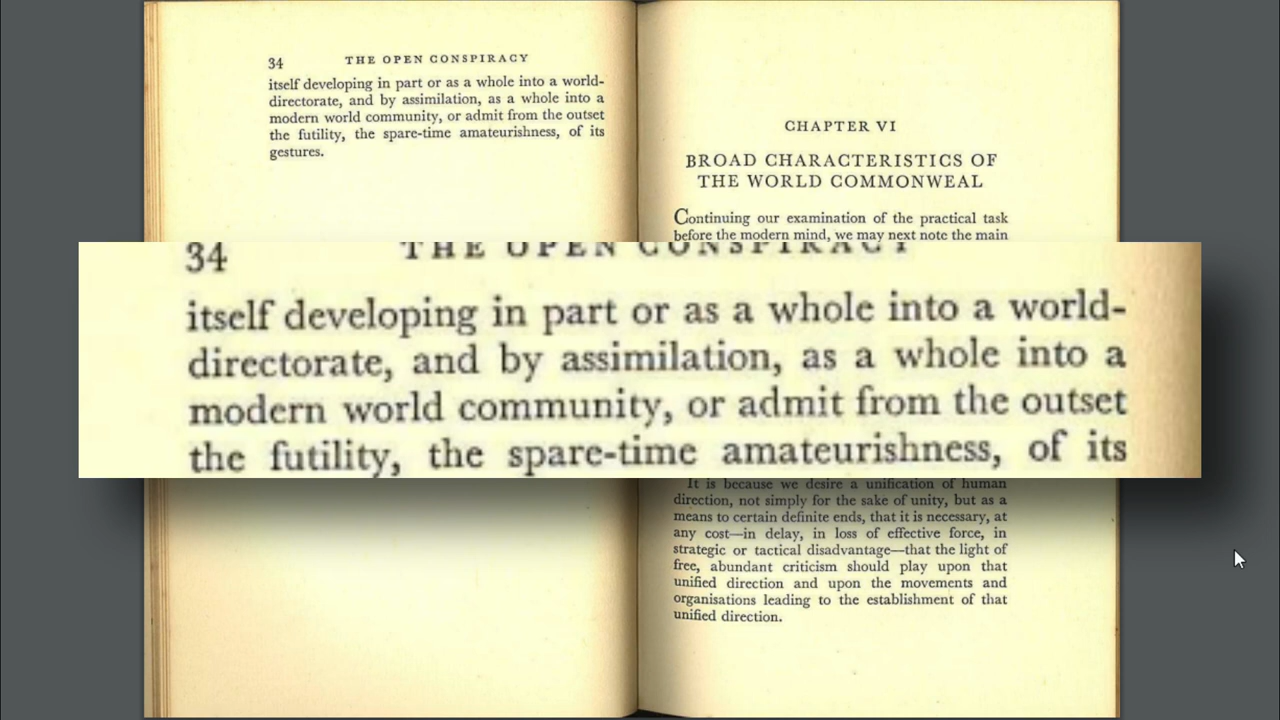 34
THE OPEN CONSPIRACY
itself developing in part or as a whole into a world-
directorate, and by assimilation, as a whole into a
modern world community, or admit from the outset
the futility, the spare-time amateurishness, of its
gestures.
CHAPTER VI
BROAD CHARACTERISTICS OF
THE WORLD COMMONWEAL
Continuing our examination of the practical task
before the modern mind, we may next note the main
34
THE OPEN CONSPIRACY
itself developing in part or as a whole into a world-
directorate, and by assimilation, as a whole into a
modern world community, or admit from the outset
the futility, the spare-time amateurishness, of its
It is because we desire a unification of human
direction, not simply for the sake of unity, but as a
means to certain definite ends, that it is necessary, at
any cost—in delay, in loss of effective force, in
strategic or tactical disadvantage—that the light of
free, abundant criticism should play upon that
unified direction and upon the movements and
organisations leading to the establishment of that
unified direction.